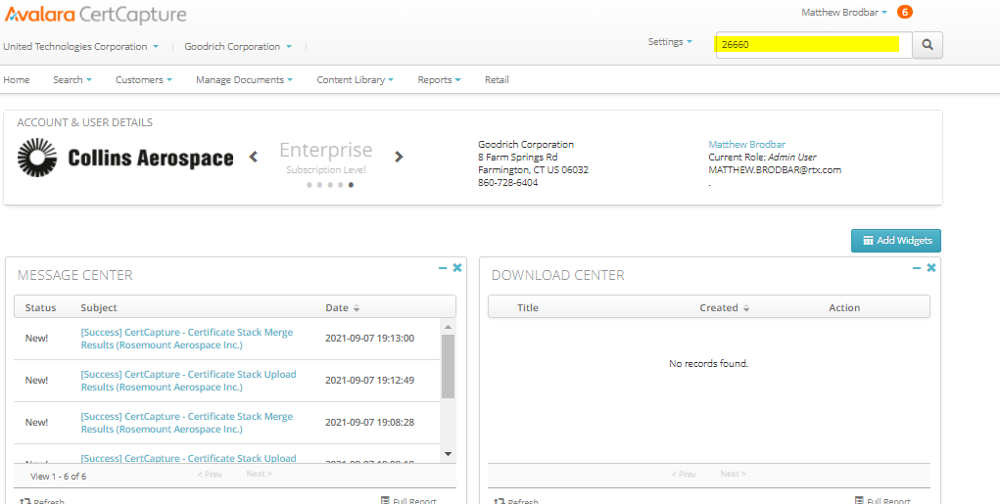 Avalara CertCapture
Matthew Brodbar 6
United Technologies Corporation Goodrich Corporation
Settings 26660
Home Search Customers Manage Documents Content Library Reports Retail
ACCOUNT & USER DETAILS
Collins Aerospace
Enterprise
Subscription Level
Goodrich Corporation
8 Farm Springs Rd
Farmington, CT US 06032
860-728-6404
Matthew Brodbar
Current Role: Admin User
MATTHEW.BRODBAR@rtx.com
.
Add Widgets
MESSAGE CENTER
Status Subject Date
New! [Success] CertCapture - Certificate Stack Merge 2021-09-07 19:13:00
Results (Rosemount Aerospace Inc.)
New! [Success] CertCapture - Certificate Stack Upload 2021-09-07 19:12:49
Results (Rosemount Aerospace Inc.)
New! [Success] CertCapture - Certificate Stack Merge 2021-09-07 19:08:28
Results (Rosemount Aerospace Inc.)
New! [Success] CertCapture - Certificate Stack Upload
View 1 - 6 of 6 < Prev Next >
Refresh Full Report
DOWNLOAD CENTER
Title Created Action
No records found.
< Prev Next >
Refresh Full Report